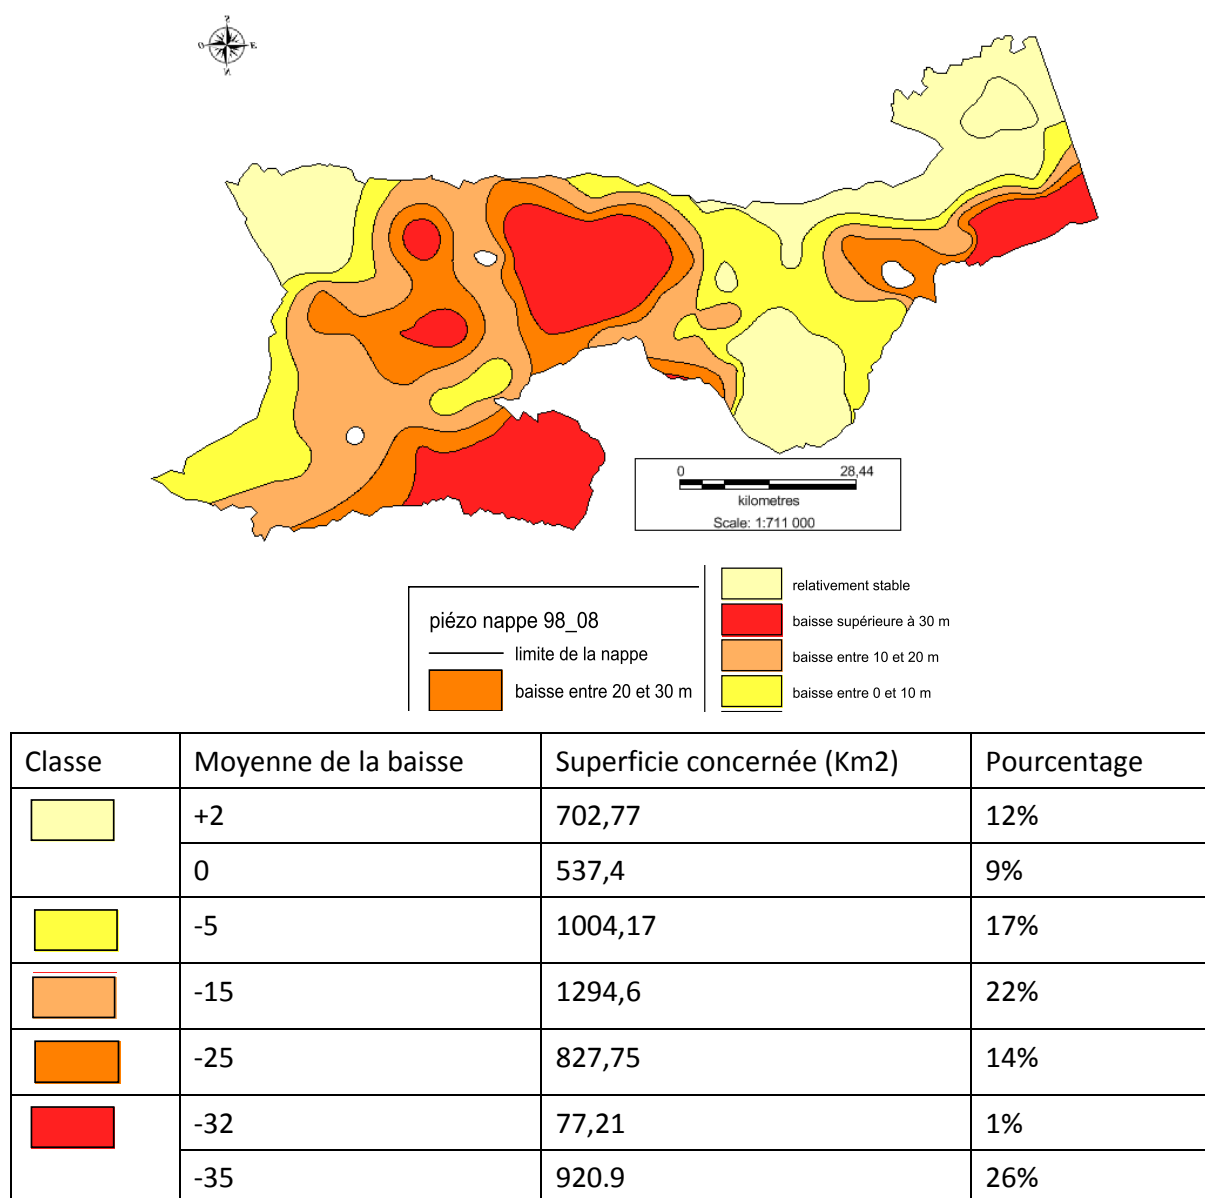 S
O E
N
0 28,44
kilometres
Scale: 1:711 000
piézo nappe 98_08
limite de la nappe
baisse entre 20 et 30 m
relativement stable
baisse supérieure à 30 m
baisse entre 10 et 20 m
baisse entre 0 et 10 m
Classe Moyenne de la baisse Superficie concernée (Km2) Pourcentage
+2 702,77 12%
0 537,4 9%
-5 1004,17 17%
-15 1294,6 22%
-25 827,75 14%
-32 77,21 1%
-35 920.9 26%